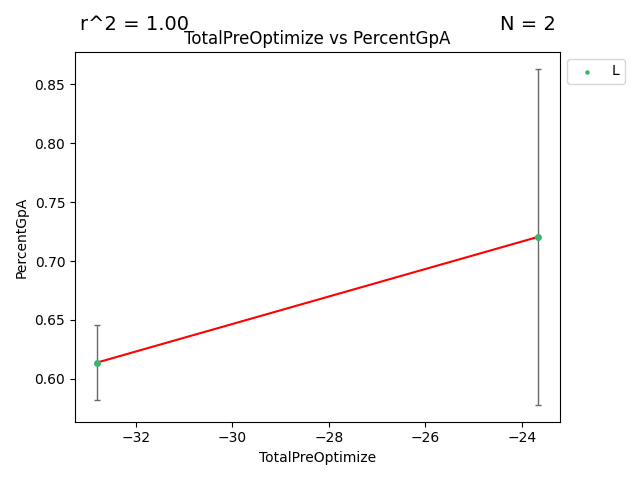 r^2 = 1.00
N = 2
TotalPreOptimize vs PercentGpA
L
0.85
0.80
0.75
0.70
0.65
0.60
PercentGpA
−32
−30
−28
−26
−24
TotalPreOptimize